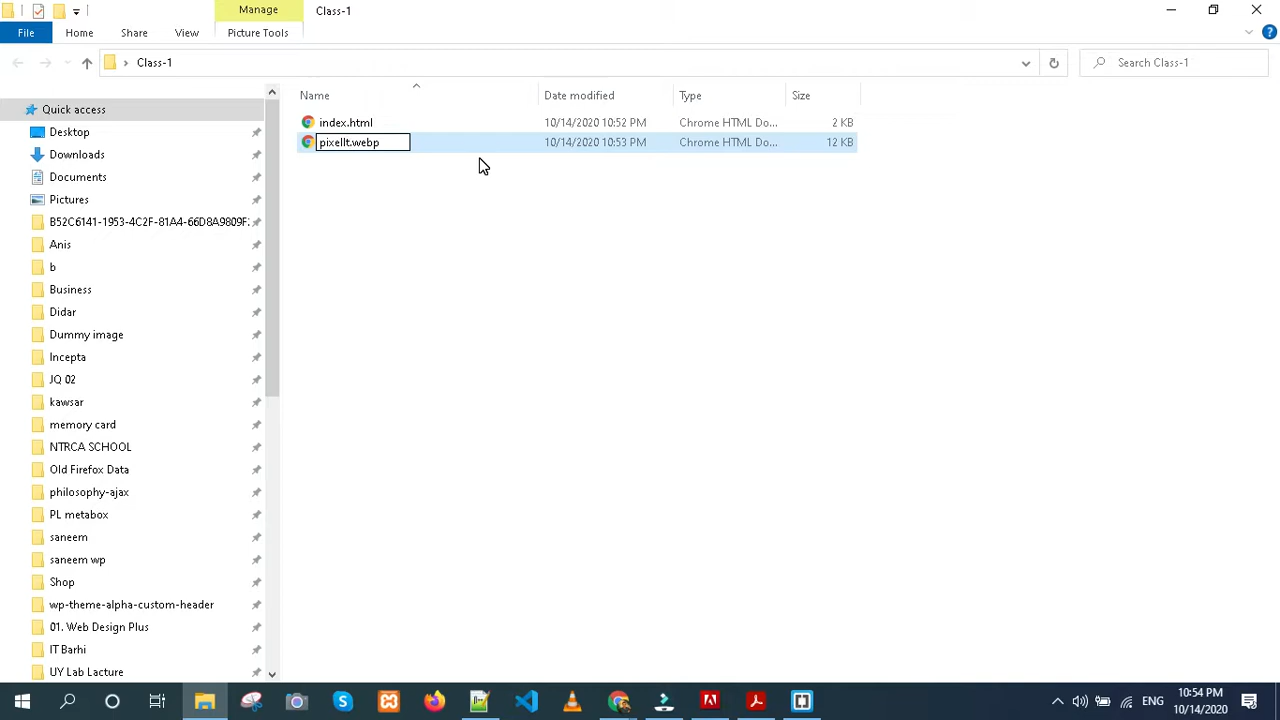 Manage
Class-1
File
Home
Share
View
Picture Tools
Class-1
Search Class-1
Name
Date modified
Type
Size
index.html
10/14/2020 10:52 PM
Chrome HTML Do...
2 KB
pixellt.webp
10/14/2020 10:53 PM
Chrome HTML Do...
12 KB
Quick access
Desktop
Downloads
Documents
Pictures
B52C6141-1953-4C2F-81A4-66D8A9809F
Anis
b
Business
Didar
Dummy image
Incepta
JQ 02
kawsar
memory card
NTRCA SCHOOL
Old Firefox Data
philosophy-ajax
PL metabox
saneem
saneem wp
Shop
wp-theme-alpha-custom-header
01. Web Design Plus
IT Barhi
UY Lab Lacture
ENG
10:54 PM
10/14/2020